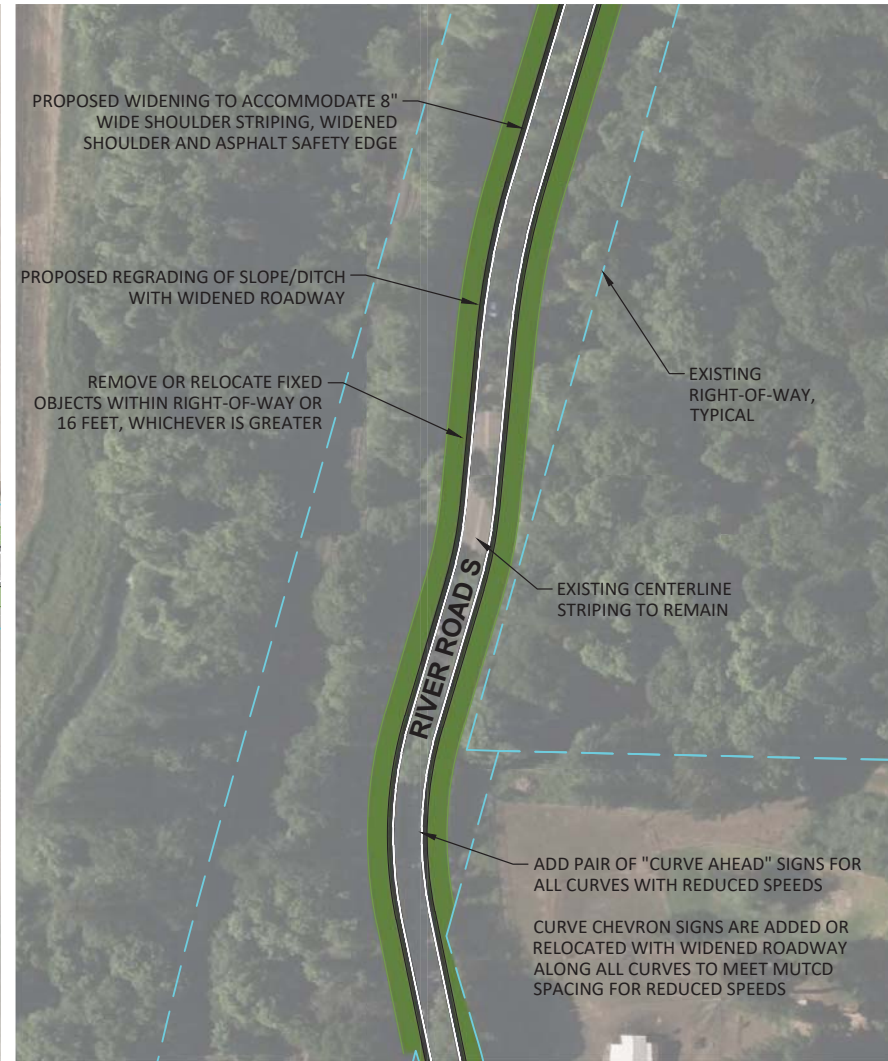 PROPOSED WIDENING TO ACCOMMODATE 8"
WIDE SHOULDER STRIPING, WIDENED
SHOULDER AND ASPHALT SAFETY EDGE
PROPOSED REGRADING OF SLOPE/DITCH
WITH WIDENED ROADWAY
REMOVE OR RELOCATE FIXED
OBJECTS WITHIN RIGHT-OF-WAY OR
16 FEET, WHICHEVER IS GREATER
EXISTING
RIGHT-OF-WAY,
TYPICAL
EXISTING CENTERLINE
STRIPING TO REMAIN
RIVER ROAD S
ADD PAIR OF "CURVE AHEAD" SIGNS FOR
ALL CURVES WITH REDUCED SPEEDS
CURVE CHEVRON SIGNS ARE ADDED OR
RELOCATED WITH WIDENED ROADWAY
ALONG ALL CURVES TO MEET MUTCD
SPACING FOR REDUCED SPEEDS